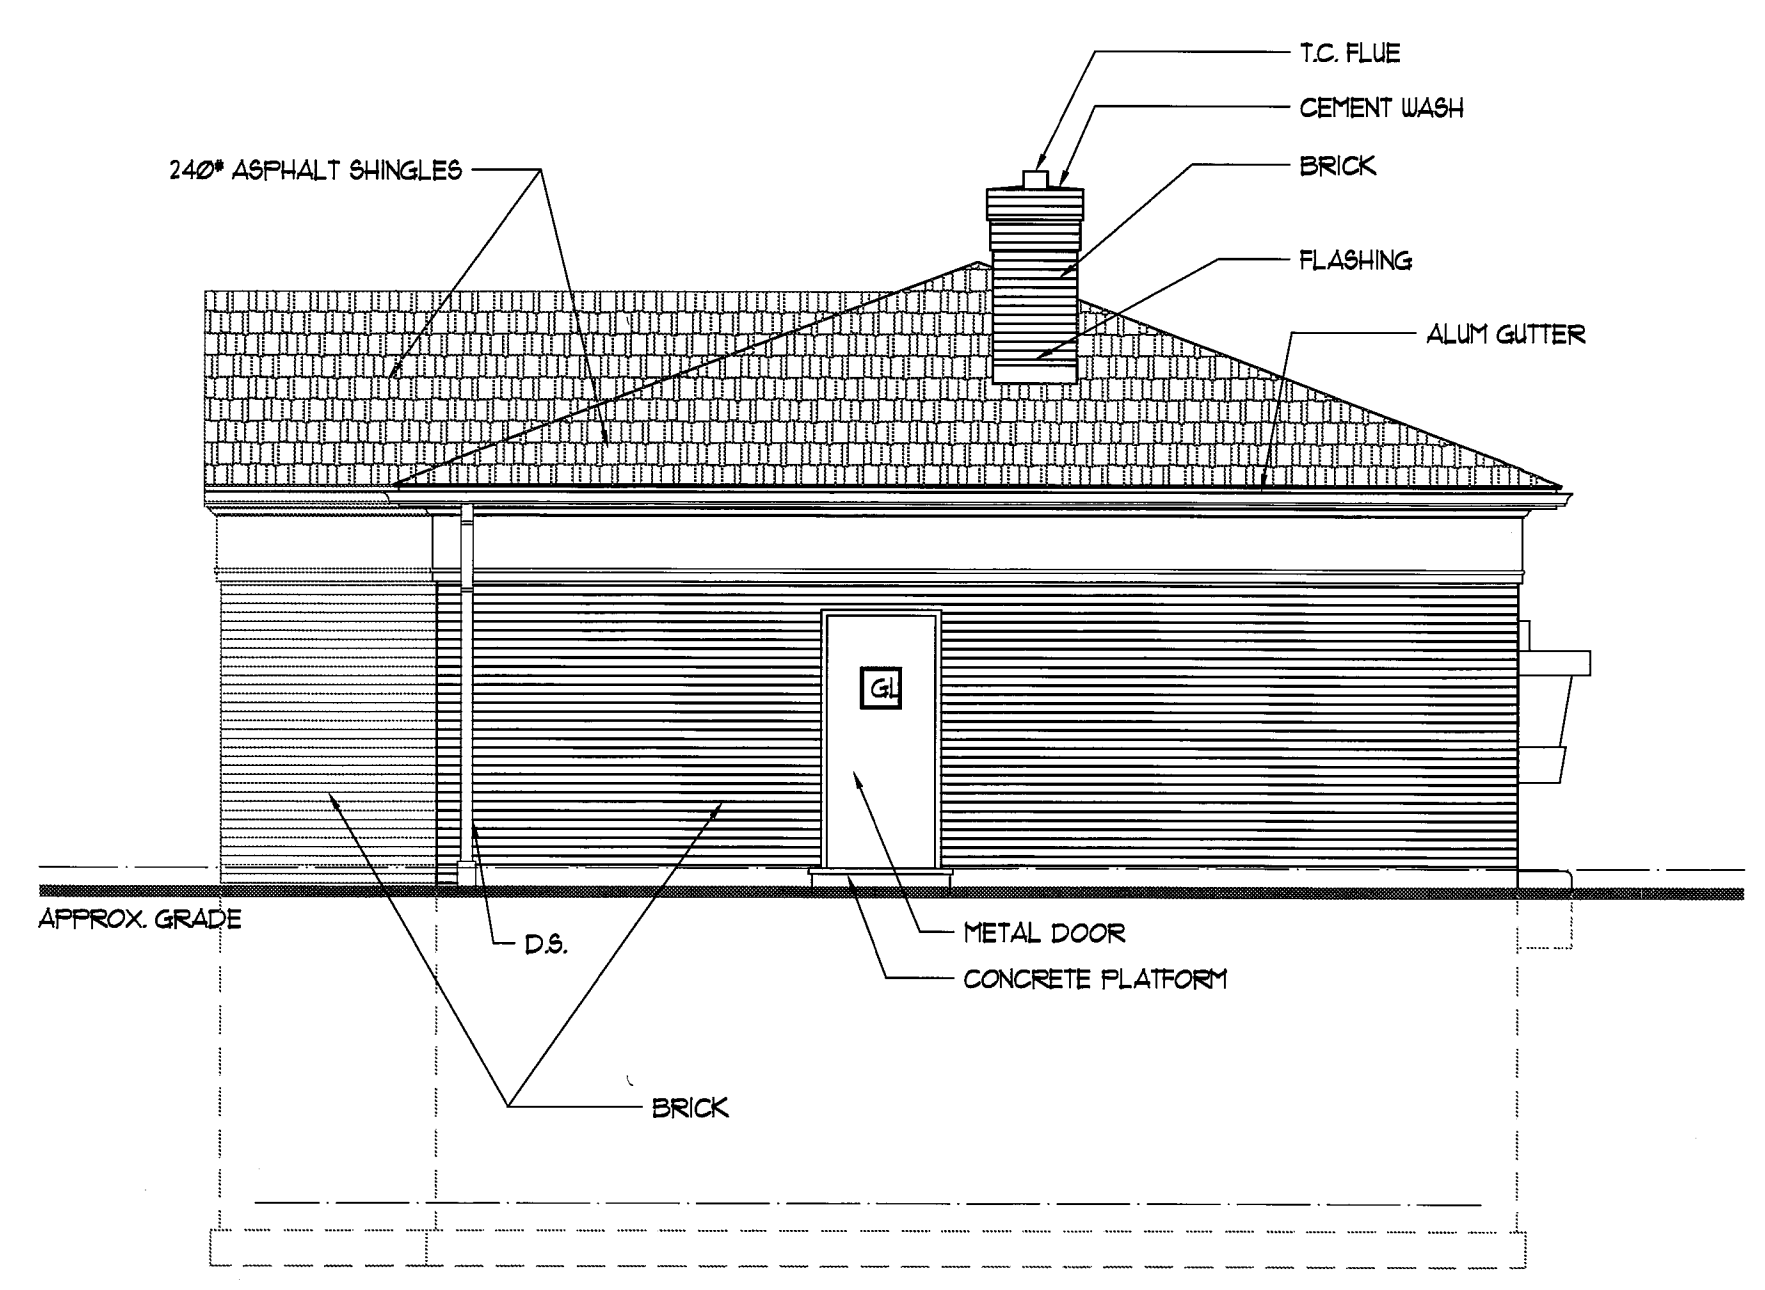 T.C. FLUE
CEMENT WASH
240# ASPHALT SHINGLES
BRICK
FLASHING
ALUM GUTTER
GL
APPROX. GRADE
D.S.
METAL DOOR
CONCRETE PLATFORM
BRICK